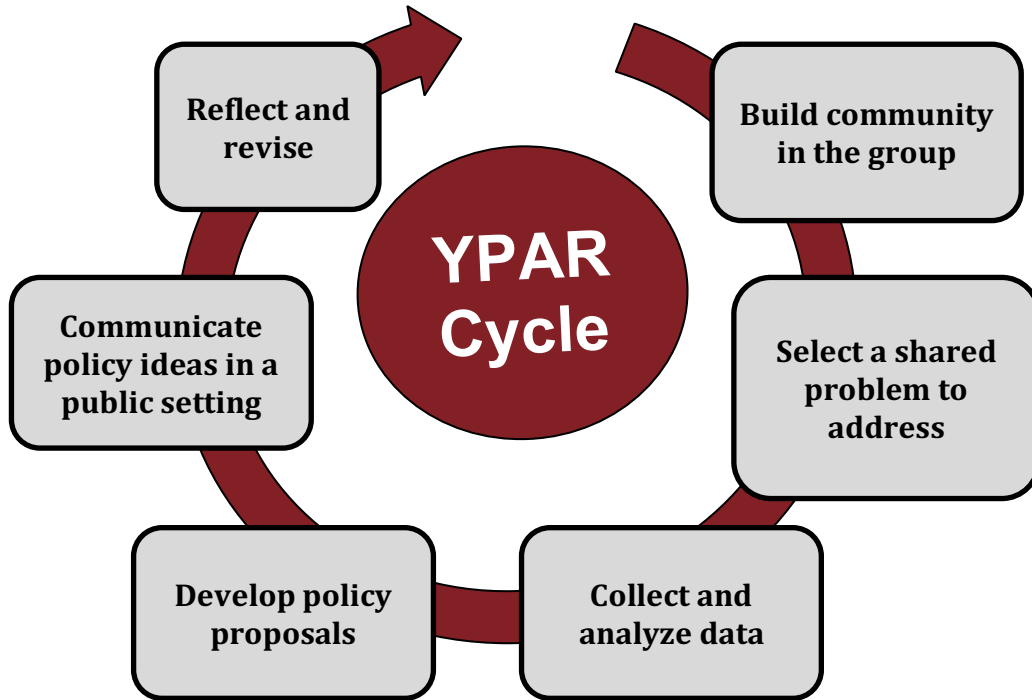 YPAR
Cycle
Build community
in the group
Select a shared
problem to
address
Collect and
analyze data
Develop policy
proposals
Communicate
policy ideas in a
public setting
Reflect and
revise